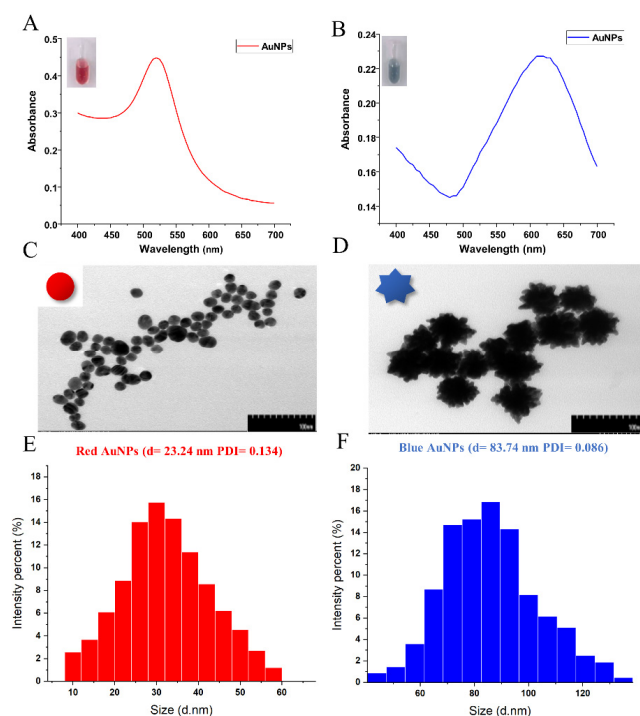 A
AuNPs
Absorbance
0.5
0.4
0.3
0.2
0.1
0.0
400 450 500 550 600 650 700
Wavelength (nm)
B
AuNPs
Absorbance
0.24
0.22
0.20
0.18
0.16
0.14
400 450 500 550 600 650 700
Wavelength (nm)
C
100nm
D
100nm
E
Red AuNPs (d= 23.24 nm PDI= 0.134)
Intensity percent (%)
18
16
14
12
10
8
6
4
2
0
10 20 30 40 50 60
Size (d.nm)
F
Blue AuNPs (d= 83.74 nm PDI= 0.086)
Intensity percent (%)
20
18
16
14
12
10
8
6
4
2
0
60 80 100 120
Size (d.nm)